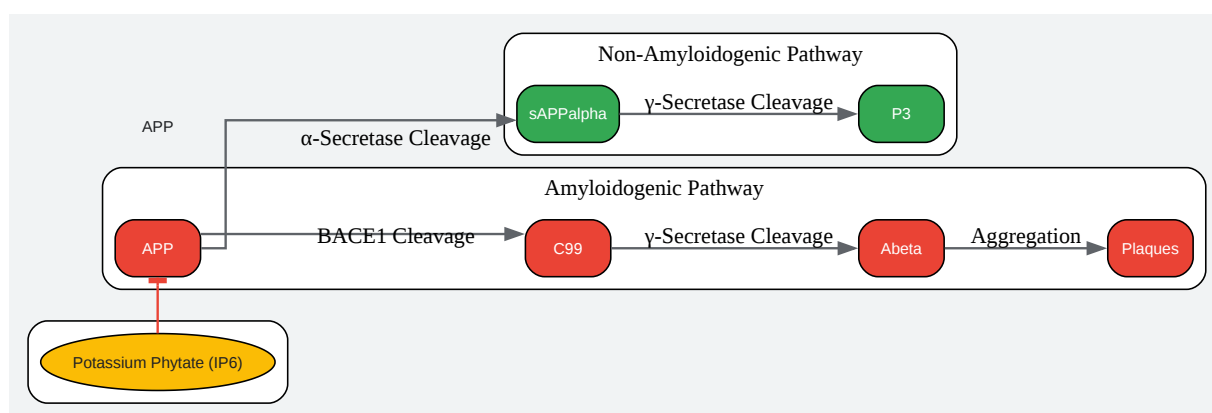 Non-Amyloidogenic Pathway
sAPPalpha
γ-Secretase Cleavage
P3
APP
α-Secretase Cleavage
Amyloidogenic Pathway
APP
BACE1 Cleavage
C99
γ-Secretase Cleavage
Abeta
Aggregation
Plaques
Potassium Phytate (IP6)